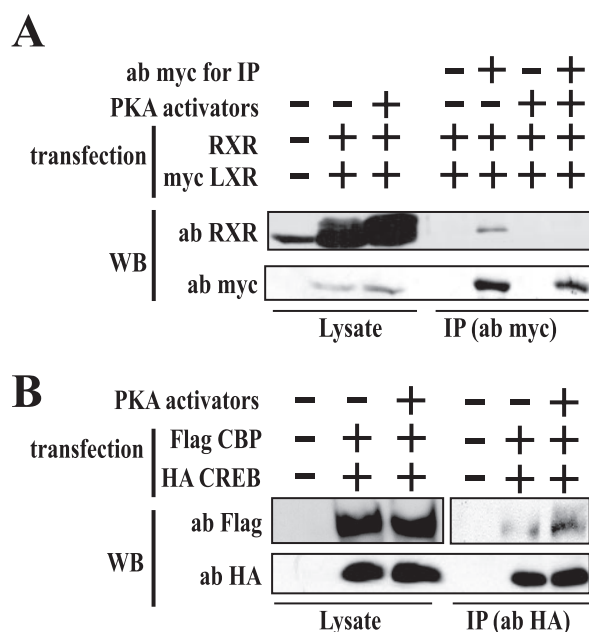 A
ab myc for IP − + − +
PKA activators − − + − − + +
transfection
RXR − + + + + + +
myc LXR − + + + + + +
WB
ab RXR
ab myc
Lysate IP (ab myc)
B
PKA activators − − + − − +
transfection
Flag CBP − + + − + +
HA CREB − + + − + +
WB
ab Flag
ab HA
Lysate IP (ab HA)